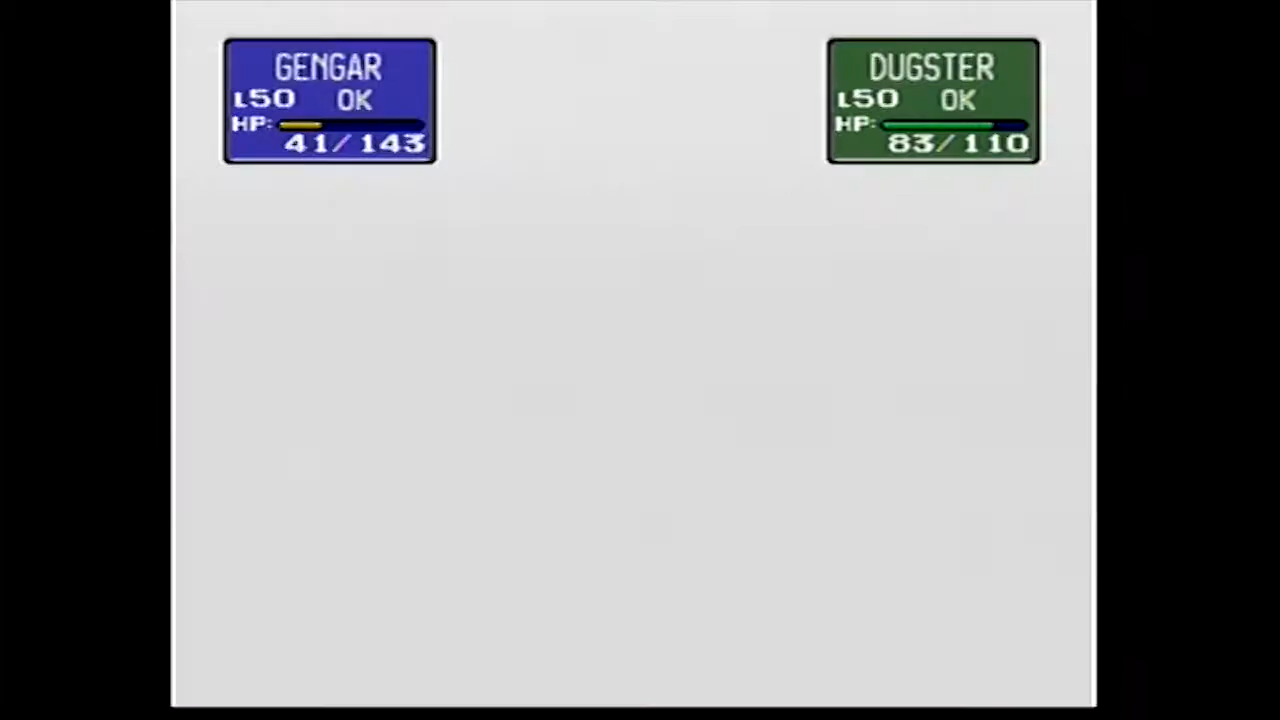 GENGAR
L50 OK
HP:
41/143
DUGSTER
L50 OK
HP:
83/110